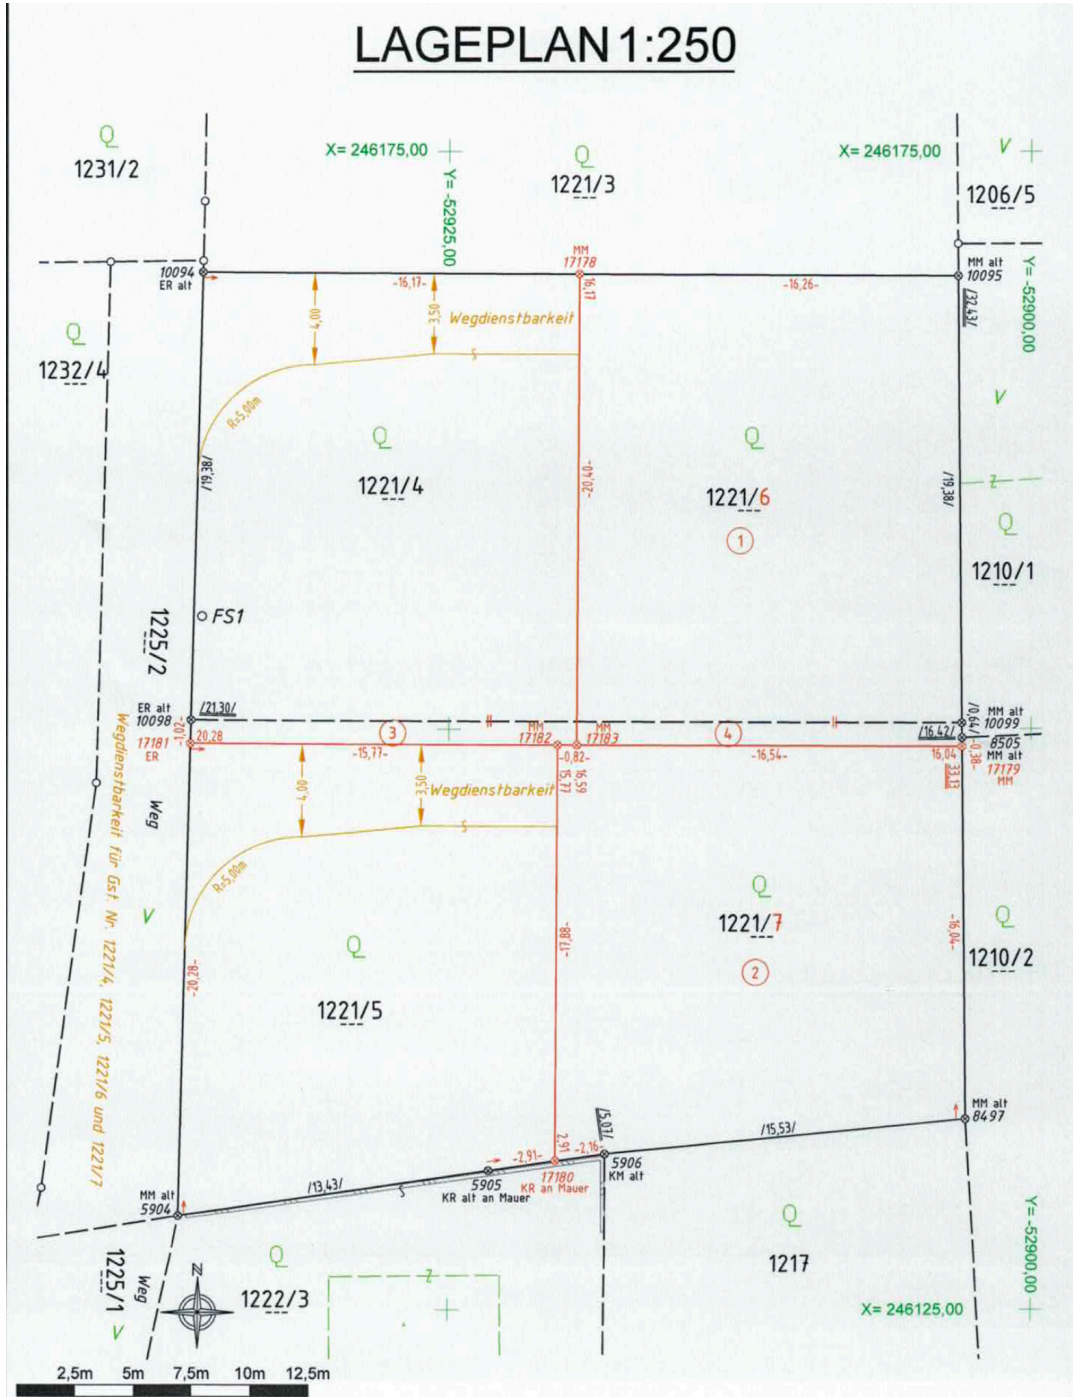 LAGEPLAN 1:250
Q
1231/2
X= 246175,00
Y= -52925,00
Q
1221/3
X= 246175,00
V
1206/5
10094
ER alt
MM
17178
MM alt
10095
Y= -52900,00
-16,17-
16,17
-16,26-
/32,43/
4,00
3,50
Wegdienstbarkeit
Q
1232/4
R=5,00m
V
Q
1221/4
/19,38/
-20,40-
Q
1221/6
1
/19,38/
Z
Q
1210/1
1225/2
FS1
ER alt
10098
/21,30/
-1,02-
17181
ER
20,28
3
-15,77-
MM
17182
MM
17183
-0,82-
15,77
16,59
4
-16,54-
/0,64/
MM alt
10099
/16,42/
8505
MM alt
16,04
-0,38-
17179
MM
33,13
4,00
3,50
Wegdienstbarkeit
R=5,00m
Weg
V
Wegdienstbarkeit für Gst. Nr. 1221/4, 1221/5, 1221/6 und 1221/7
Q
1221/5
-20,28-
-17,88-
Q
1221/7
2
-16,04-
Q
1210/2
MM alt
8497
/15,53/
/5,07/
2,91
-2,91-
-2,16-
5906
KM alt
17180
KR an Mauer
5905
KR alt an Mauer
/13,43/
MM alt
5904
1225/1
Weg
V
N
Q
1222/3
Z
Q
1217
Y= -52900,00
X= 246125,00
2,5m 5m 7,5m 10m 12,5m